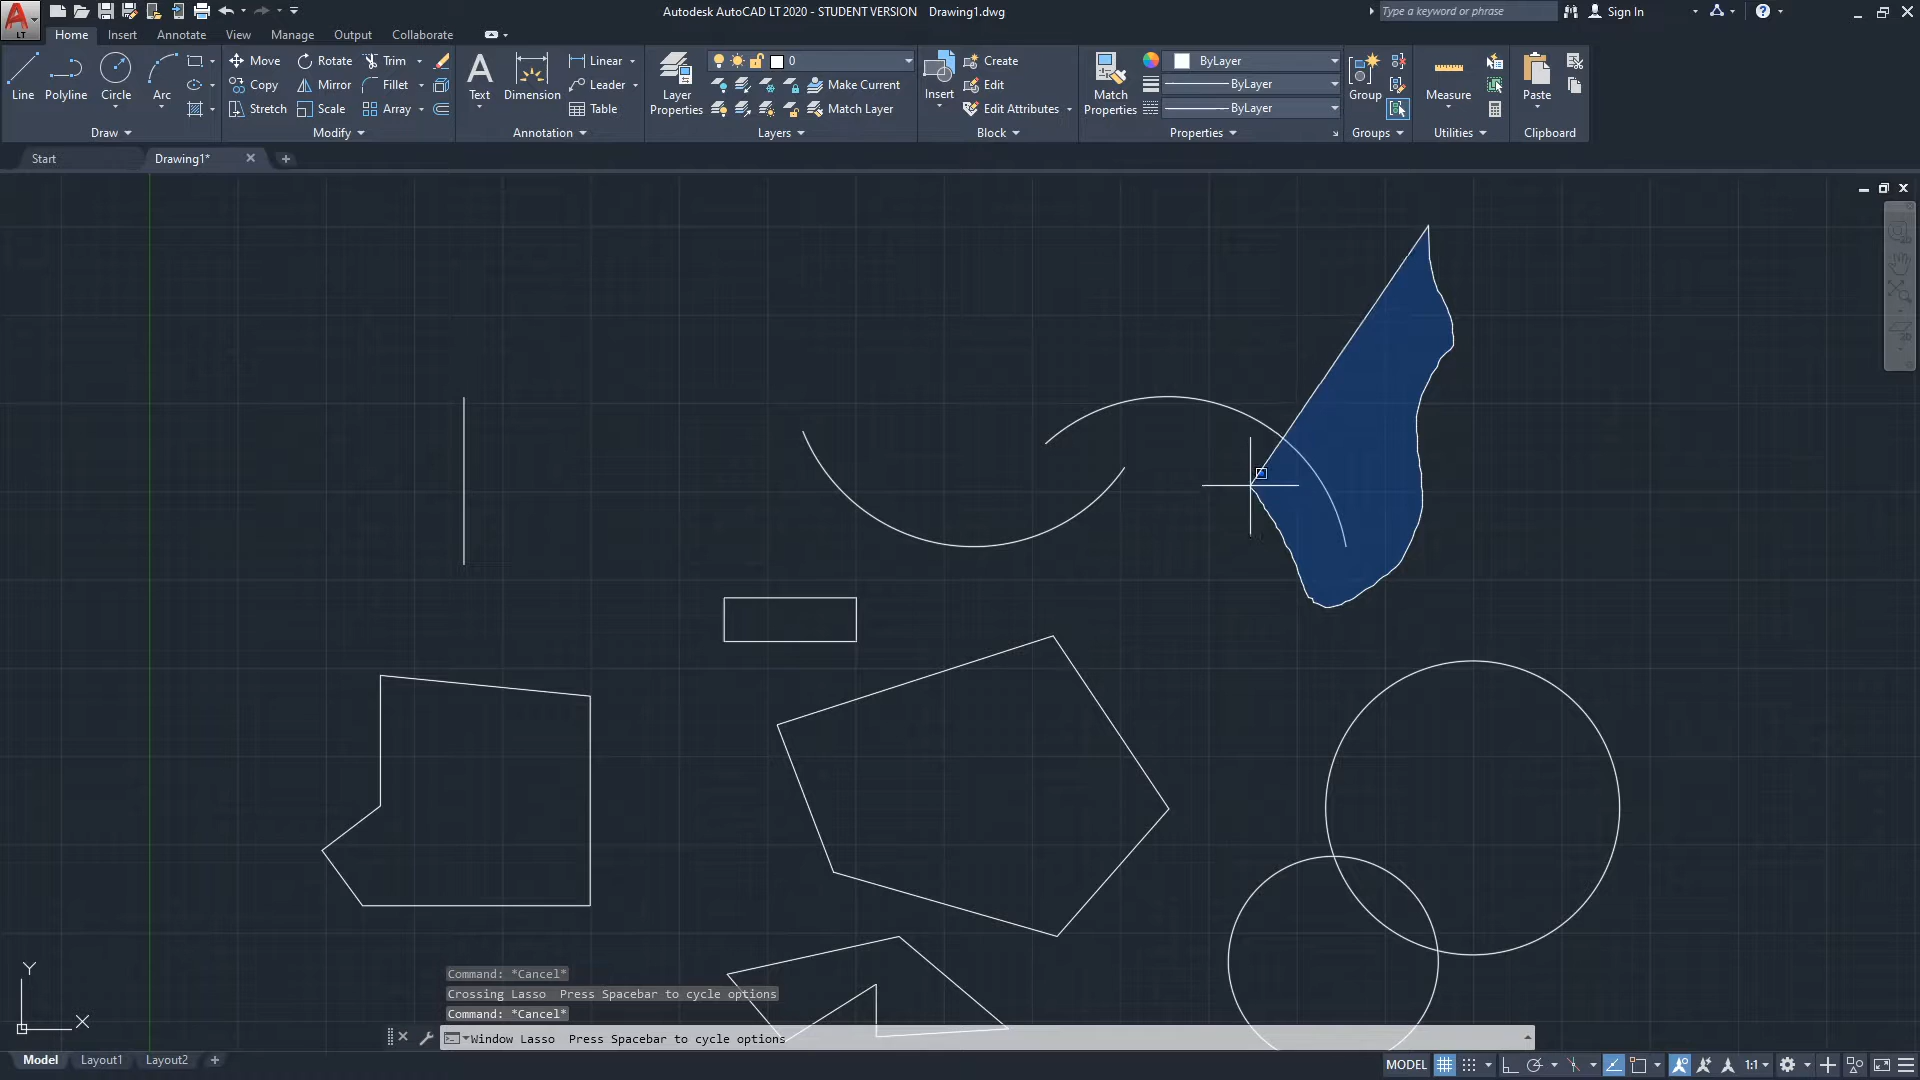 Autodesk AutoCAD LT 2020 - STUDENT VERSION Drawing1.dwg
Type a keyword or phrase
Sign In
LT
Home Insert Annotate View Manage Output Collaborate
Line Polyline Circle Arc
Move Rotate Trim
Copy Mirror Fillet
Stretch Scale Array
Text Dimension
Linear
Leader
Table
Layer Properties
0
Make Current
Match Layer
Insert
Create
Edit
Edit Attributes
Match Properties
ByLayer
ByLayer
ByLayer
Group
Measure
Paste
Draw Modify Annotation Layers Block Properties Groups Utilities Clipboard
Start Drawing1*
Y
X
Command: *Cancel*
Crossing Lasso Press Spacebar to cycle options
Command: *Cancel*
Window Lasso Press Spacebar to cycle options
Model Layout1 Layout2
MODEL 1:1